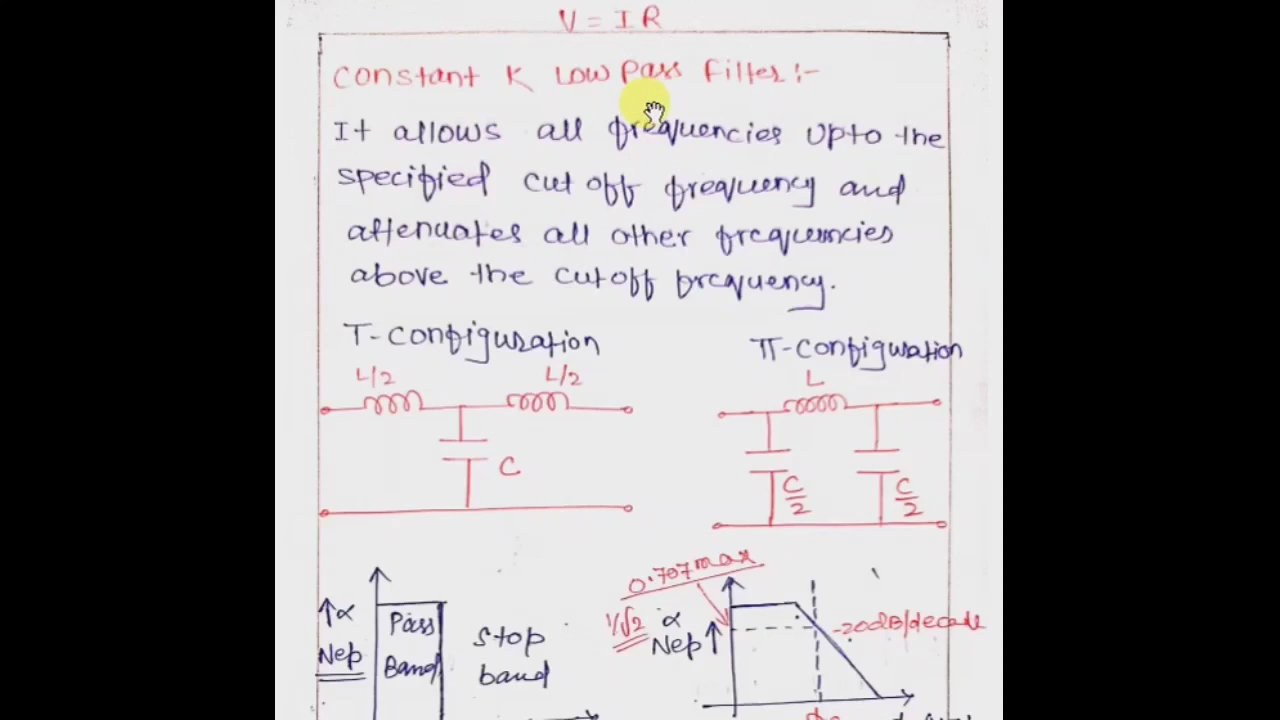 V = IR
Constant K Low Pass Filter :-
It allows all frequencies upto the
specified cut off frequency and
attenuates all other frequencies
above the cutoff frequency.
T-configuration
π-configuration
L/2
L/2
L
C
C/2
C/2
0.707 max
1/√2
↑α
Nep
Pass
Band
Stop
band
α
Nep ↑
-20dB/decade